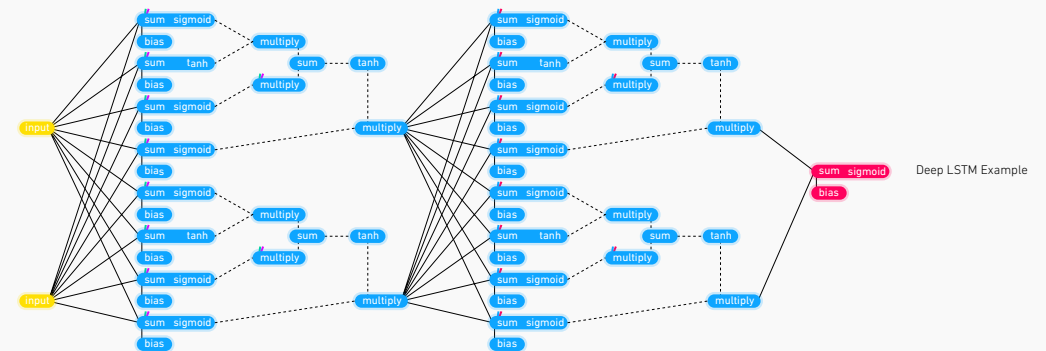 sum sigmoid sum sigmoid
bias multiply bias multiply
sum tanh sum tanh sum tanh sum tanh
bias multiply bias multiply
sum sigmoid sum sigmoid
input bias multiply bias multiply
sum sigmoid sum sigmoid
bias bias sum sigmoid Deep LSTM Example
sum sigmoid sum sigmoid bias
bias multiply bias multiply
sum tanh sum tanh sum tanh sum tanh
bias multiply bias multiply
sum sigmoid sum sigmoid
input bias multiply bias multiply
sum sigmoid sum sigmoid
bias bias